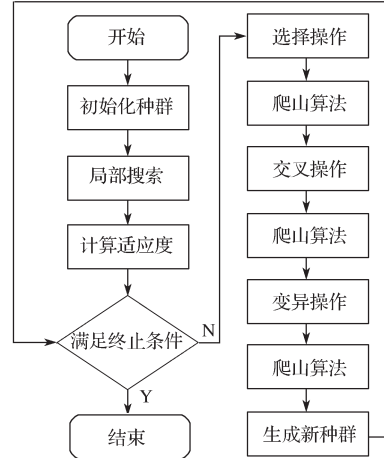 开始
初始化种群
局部搜索
计算适应度
满足终止条件
N
Y
结束
选择操作
爬山算法
交叉操作
爬山算法
变异操作
爬山算法
生成新种群